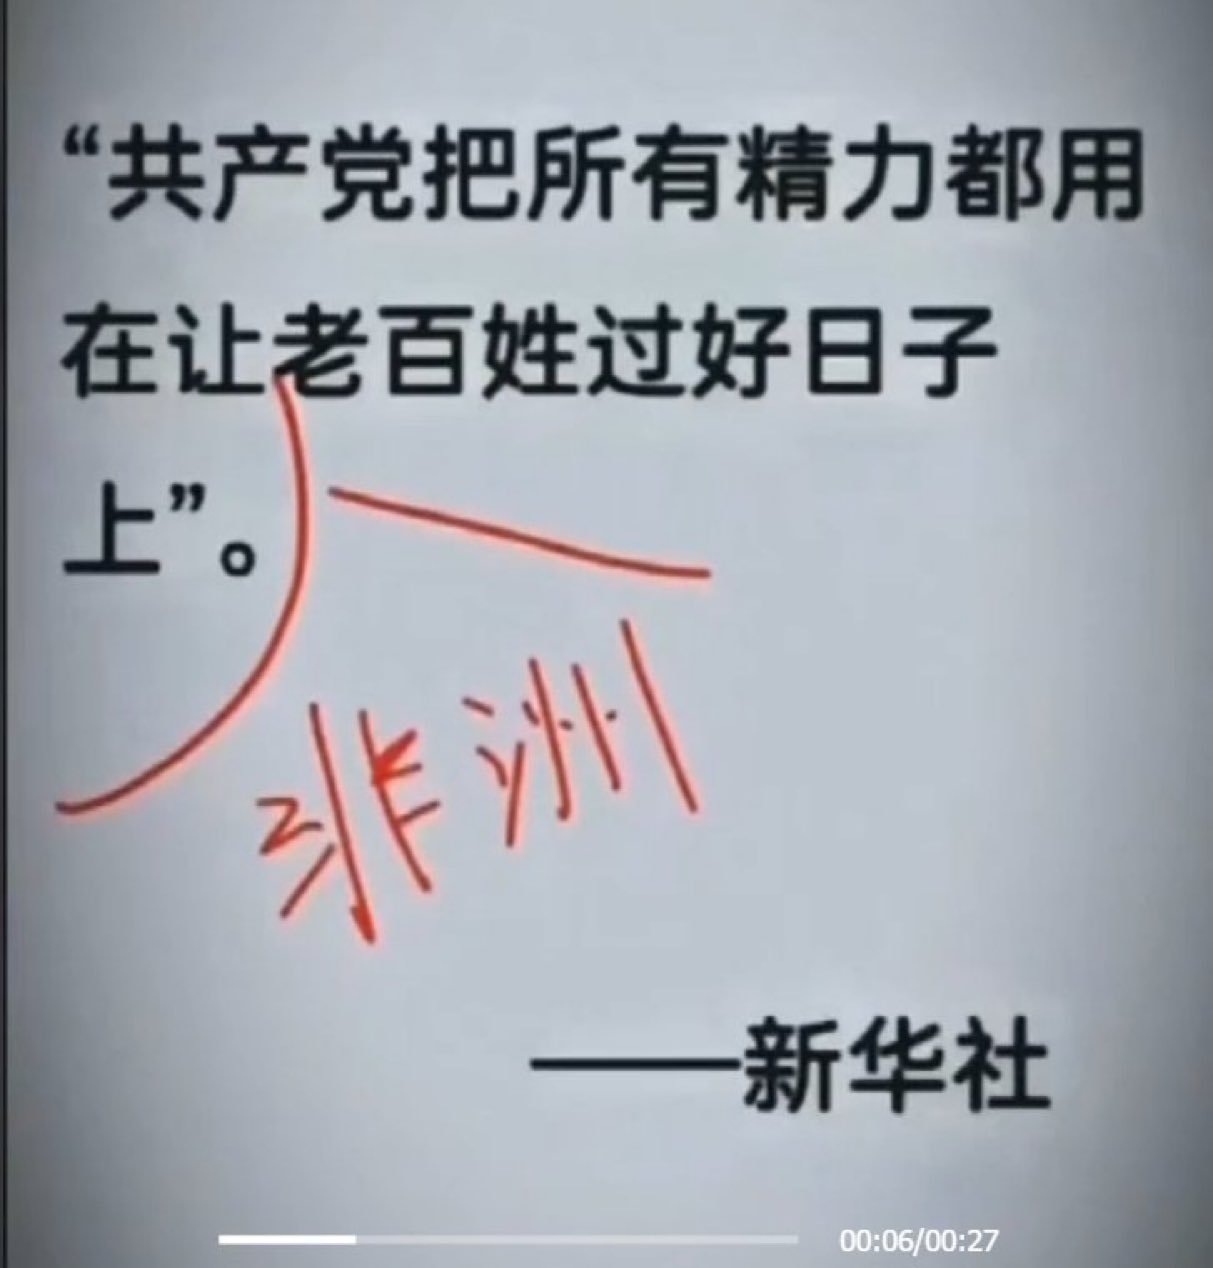 “共产党把所有精力都用
在让老百姓过好日子
上”。
非洲
——新华社
00:06/00:27